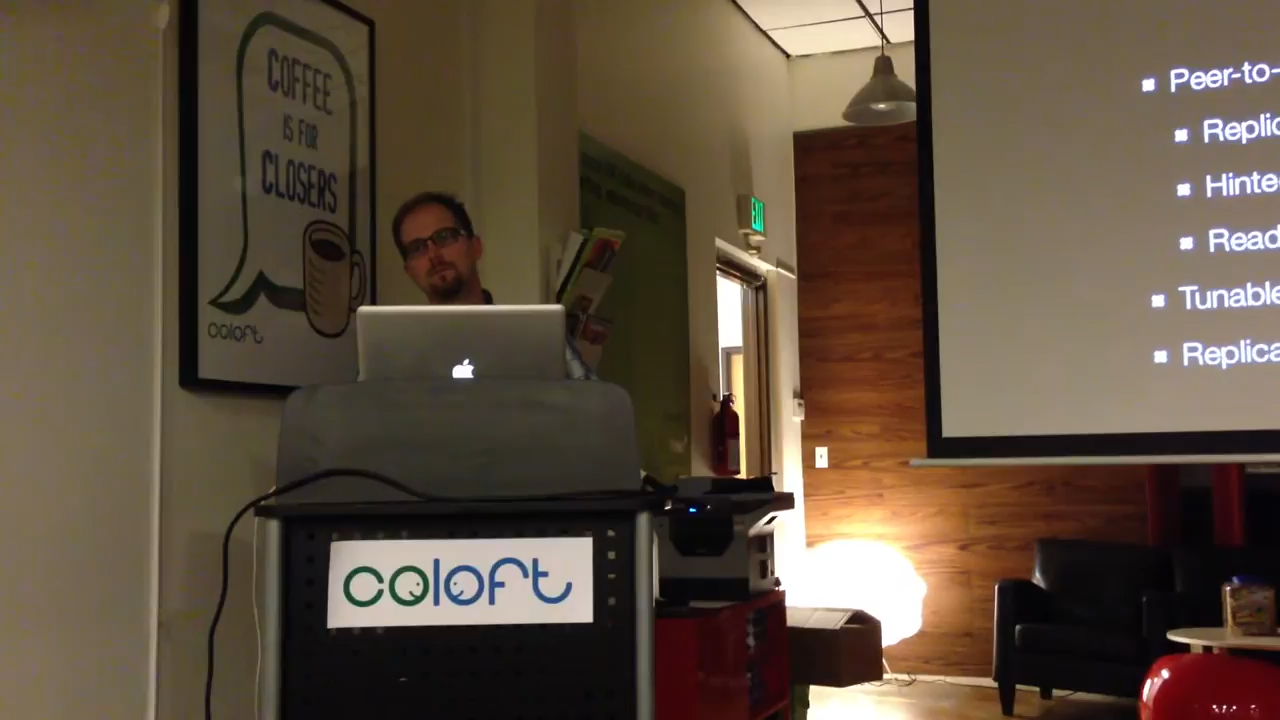 COFFEE
IS FOR
CLOSERS
coloft
EXIT
Peer-to-
Replic
Hinte
Read
Tunable
Replica
coloft